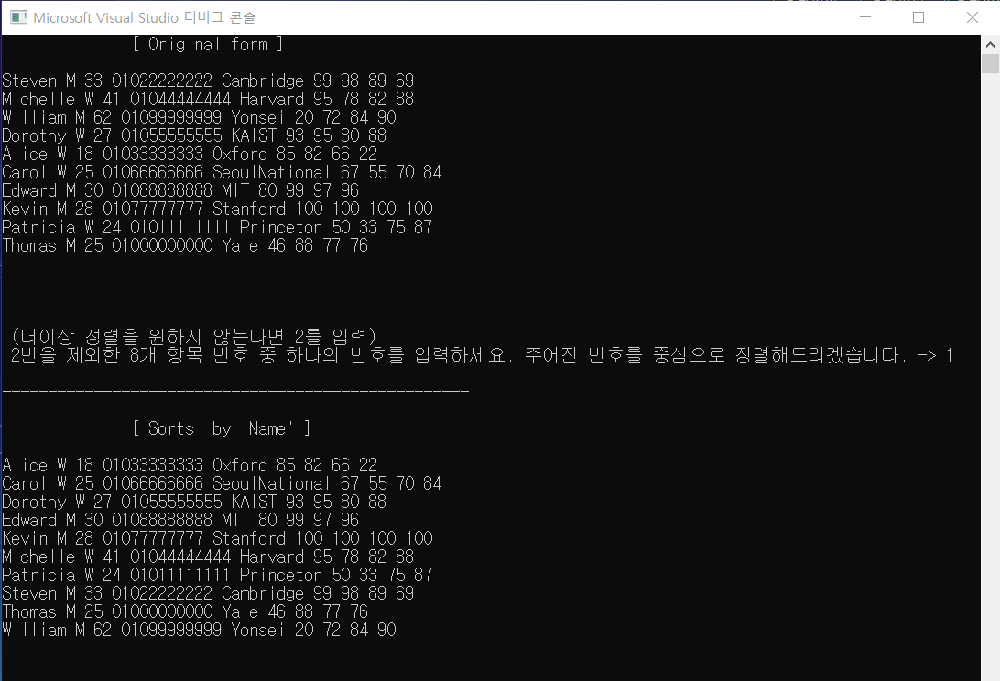 Microsoft Visual Studio 디버그 콘솔
[ Original form ]
Steven M 33 01022222222 Cambridge 99 98 89 69
Michelle W 41 01044444444 Harvard 95 78 82 88
William M 62 01099999999 Yonsei 20 72 84 90
Dorothy W 27 01055555555 KAIST 93 95 80 88
Alice W 18 01033333333 Oxford 85 82 66 22
Carol W 25 01066666666 SeoulNational 67 55 70 84
Edward M 30 01088888888 MIT 80 99 97 96
Kevin M 28 01077777777 Stanford 100 100 100 100
Patricia W 24 01011111111 Princeton 50 33 75 87
Thomas M 25 01000000000 Yale 46 88 77 76
(더이상 정렬을 원하지 않는다면 2를 입력)
2번을 제외한 8개 항목 번호 중 하나의 번호를 입력하세요. 주어진 번호를 중심으로 정렬해드리겠습니다. -> 1
---------------------------------------------------
[ Sorts  by 'Name' ]
Alice W 18 01033333333 Oxford 85 82 66 22
Carol W 25 01066666666 SeoulNational 67 55 70 84
Dorothy W 27 01055555555 KAIST 93 95 80 88
Edward M 30 01088888888 MIT 80 99 97 96
Kevin M 28 01077777777 Stanford 100 100 100 100
Michelle W 41 01044444444 Harvard 95 78 82 88
Patricia W 24 01011111111 Princeton 50 33 75 87
Steven M 33 01022222222 Cambridge 99 98 89 69
Thomas M 25 01000000000 Yale 46 88 77 76
William M 62 01099999999 Yonsei 20 72 84 90